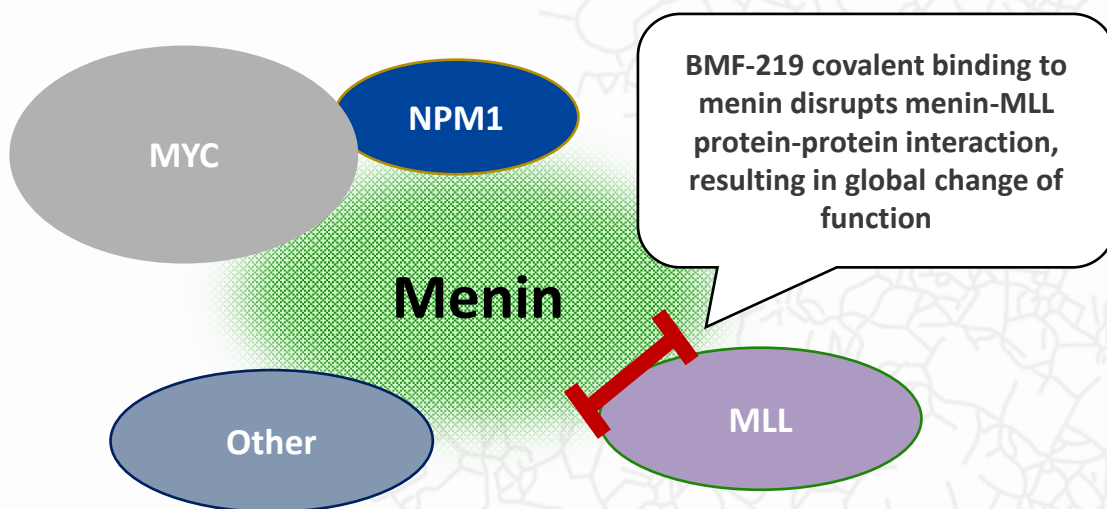 BMF-219 covalent binding to
menin disrupts menin-MLL
protein-protein interaction,
resulting in global change of
function
NPM1
MYC
Menin
MLL
Other